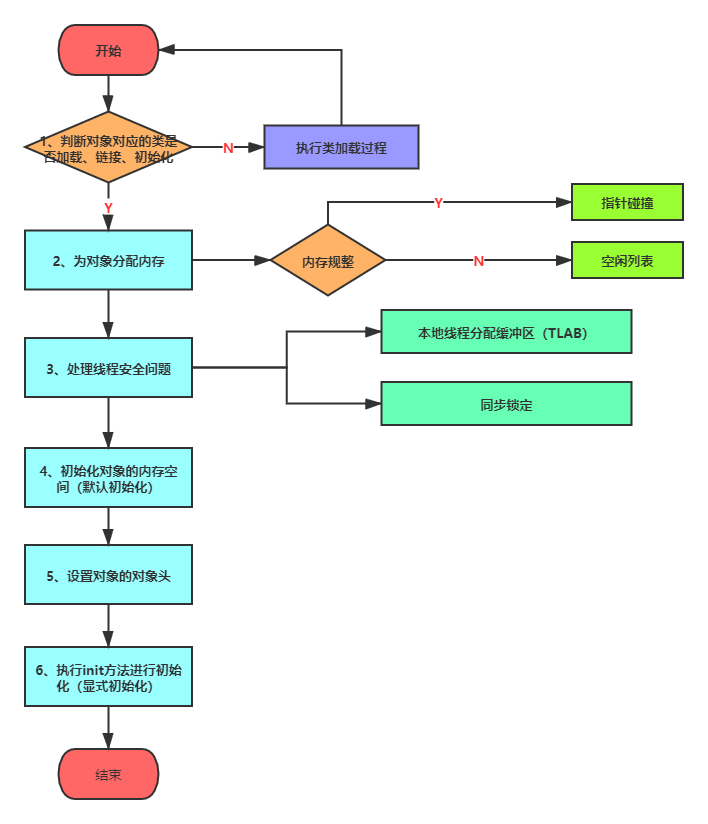 开始
1、判断对象对应的类是
否加载、链接、初始化
N
执行类加载过程
Y
2、为对象分配内存
内存规整
Y
指针碰撞
N
空闲列表
3、处理线程安全问题
本地线程分配缓冲区（TLAB）
同步锁定
4、初始化对象的内存空
间（默认初始化）
5、设置对象的对象头
6、执行init方法进行初始
化（显式初始化）
结束